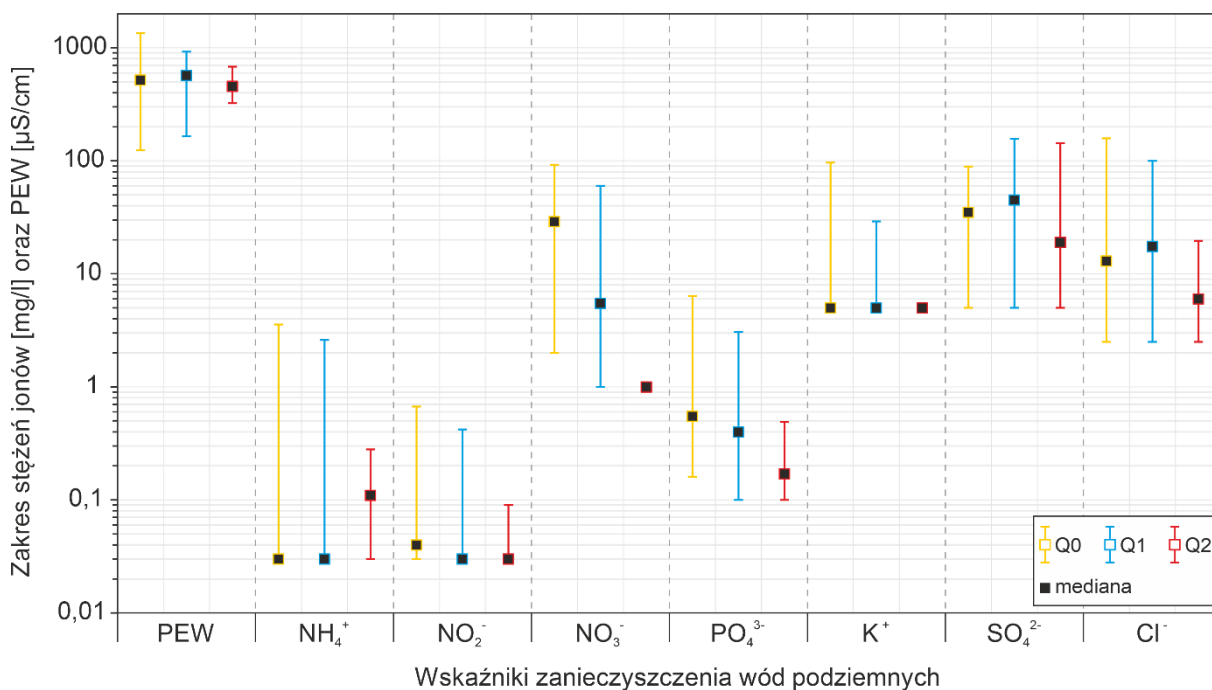 Zakres stężeń jonów [mg/l] oraz PEW [µS/cm]
1000
100
10
1
0,1
0,01
Q0 Q1 Q2
mediana
PEW NH₄⁺ NO₂⁻ NO₃⁻ PO₄³⁻ K⁺ SO₄²⁻ Cl⁻
Wskaźniki zanieczyszczenia wód podziemnych